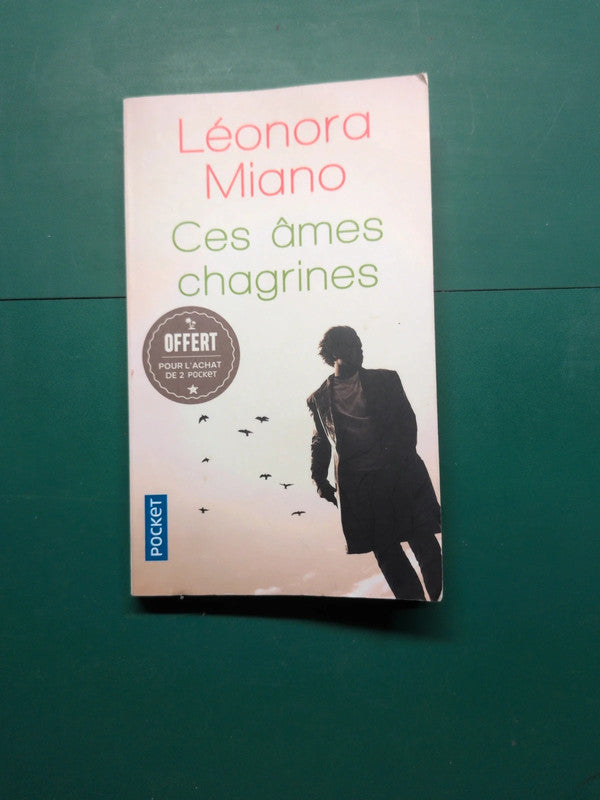 Léonora
Miano
Ces âmes
chagrines
OFFERT
POUR L'ACHAT
DE 2 POCKET
POCKET